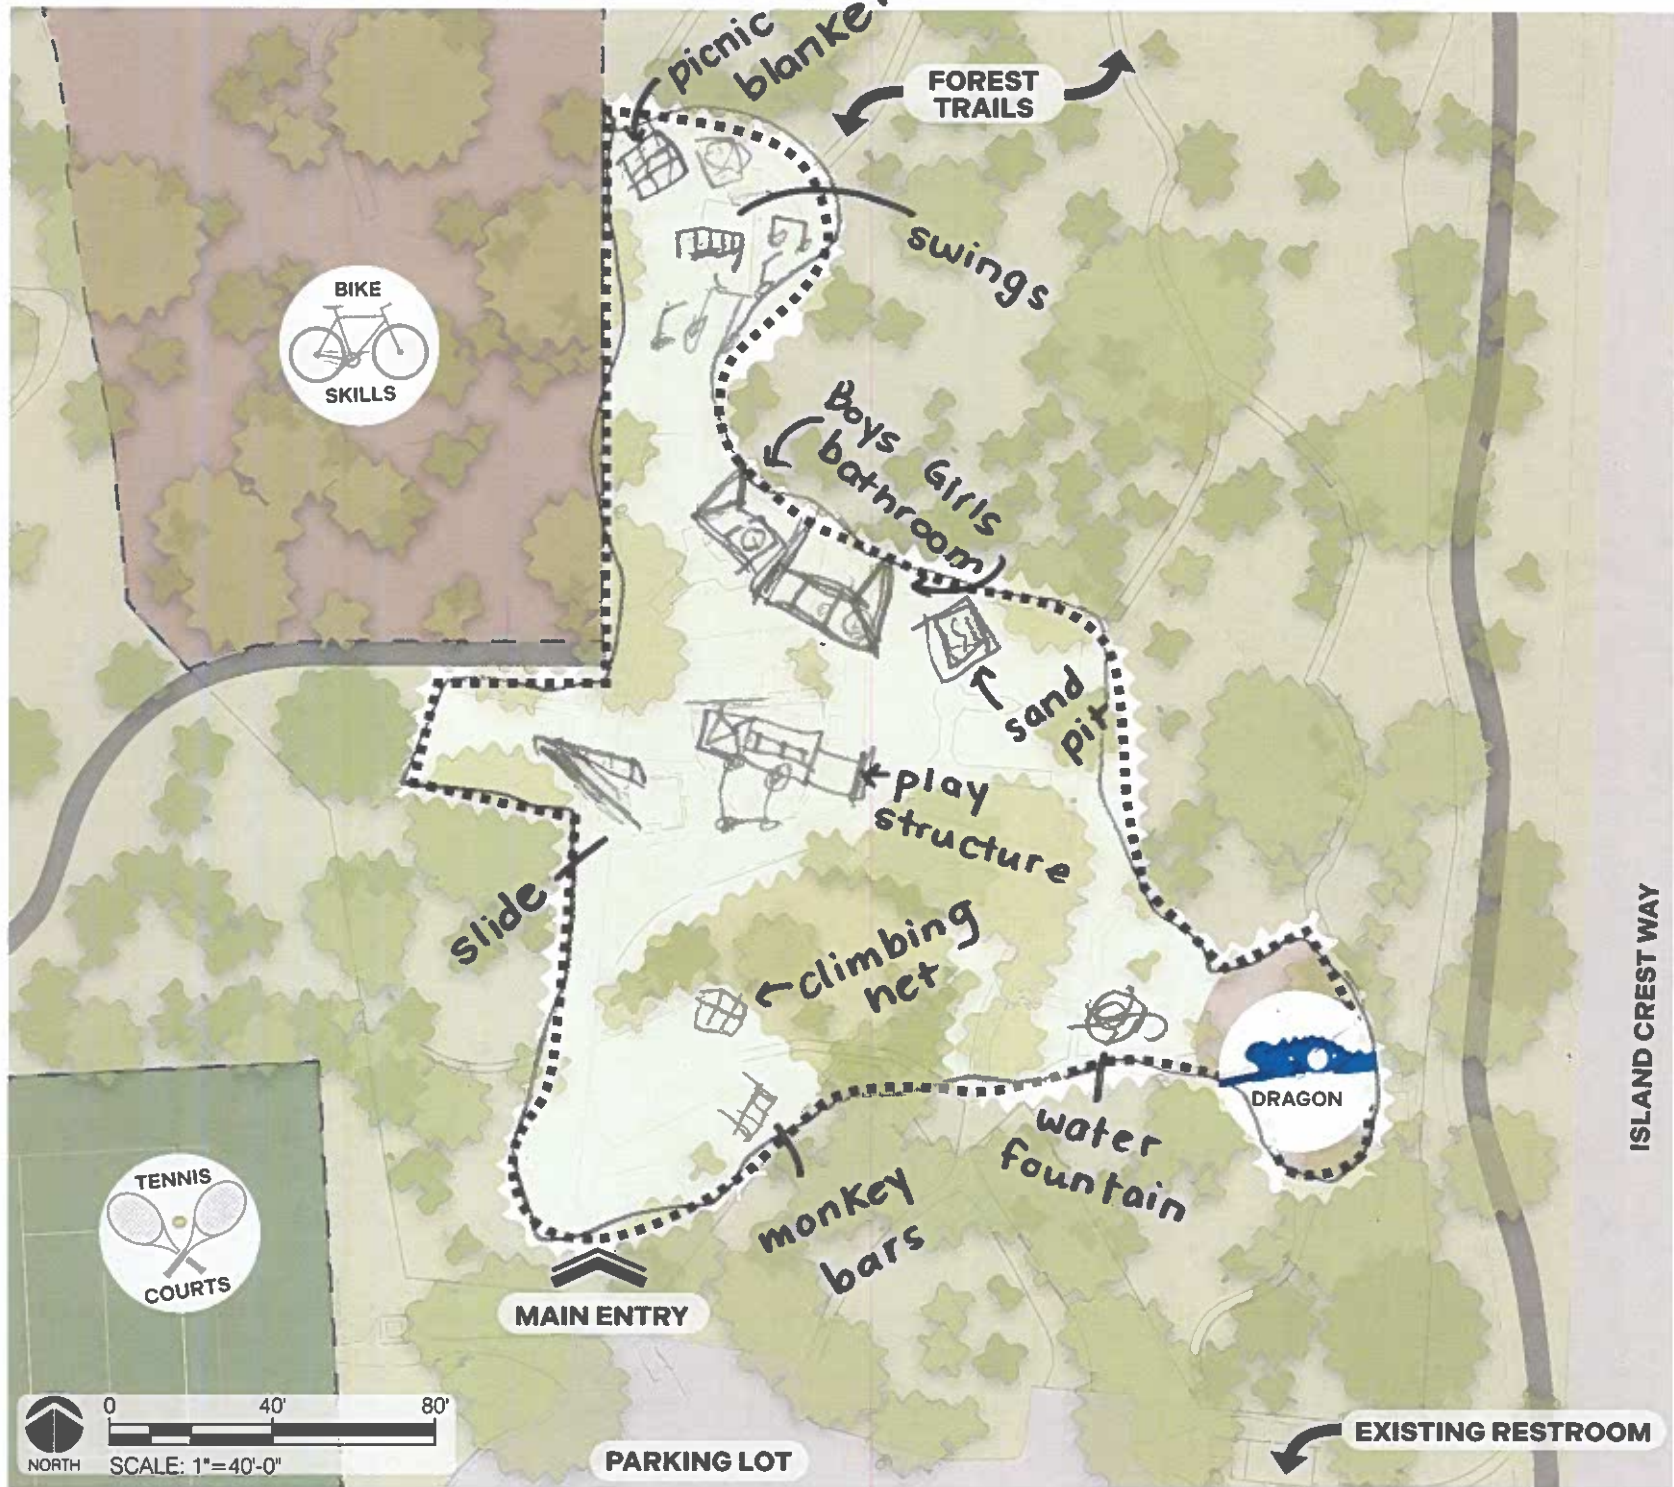 picnic
blanket
FOREST
TRAILS
swings
BIKE
SKILLS
Boys Girls
bathroom
sand
pit
play
structure
slide
climbing
net
DRAGON
water
fountain
monkey
bars
ISLAND CREST WAY
TENNIS
COURTS
MAIN ENTRY
0 40' 80'
NORTH
SCALE: 1"=40'-0"
PARKING LOT
EXISTING RESTROOM